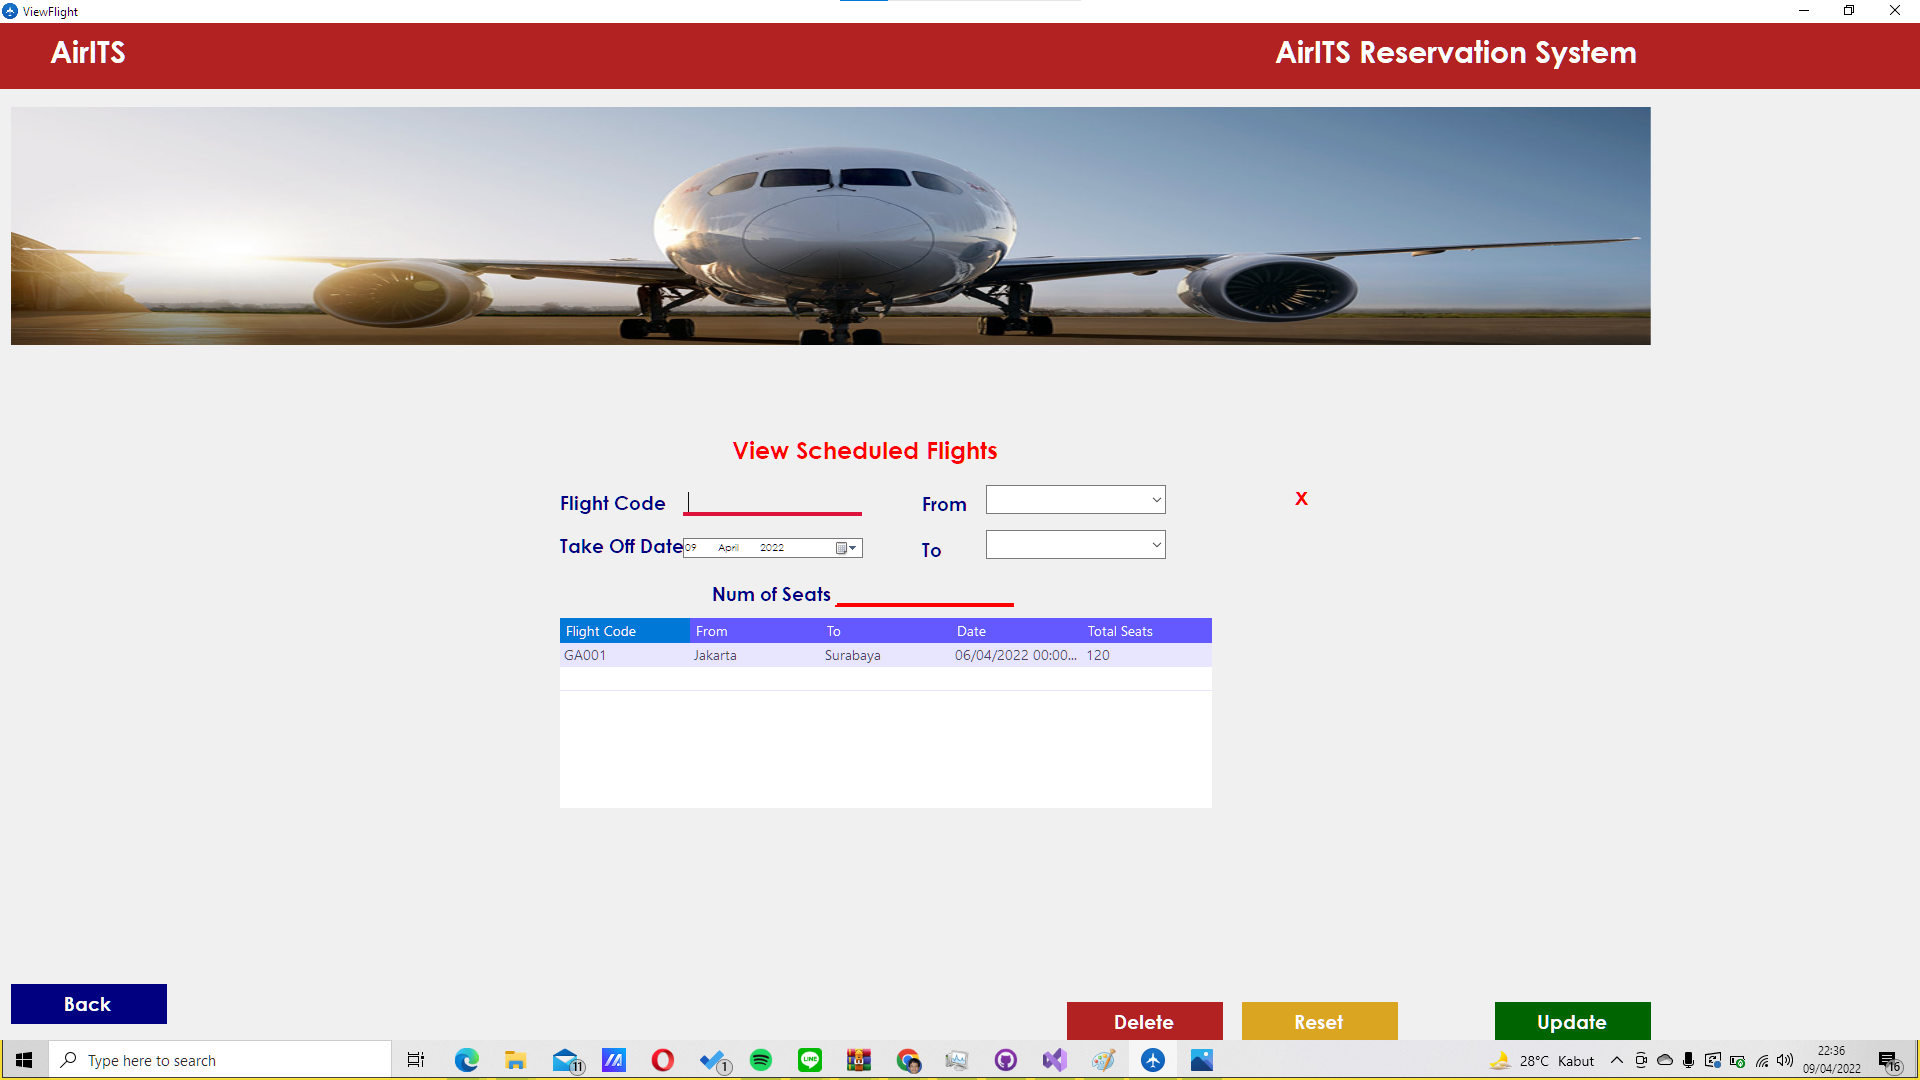 ViewFlight
AirITS
AirITS Reservation System
View Scheduled Flights
Flight Code
From
X
Take Off Date
09 April 2022
To
Num of Seats
Flight Code From To Date Total Seats
GA001 Jakarta Surabaya 06/04/2022 00:00... 120
Back
Delete
Reset
Update
Type here to search
11
1
LINE
28°C Kabut
22:36
09/04/2022
16